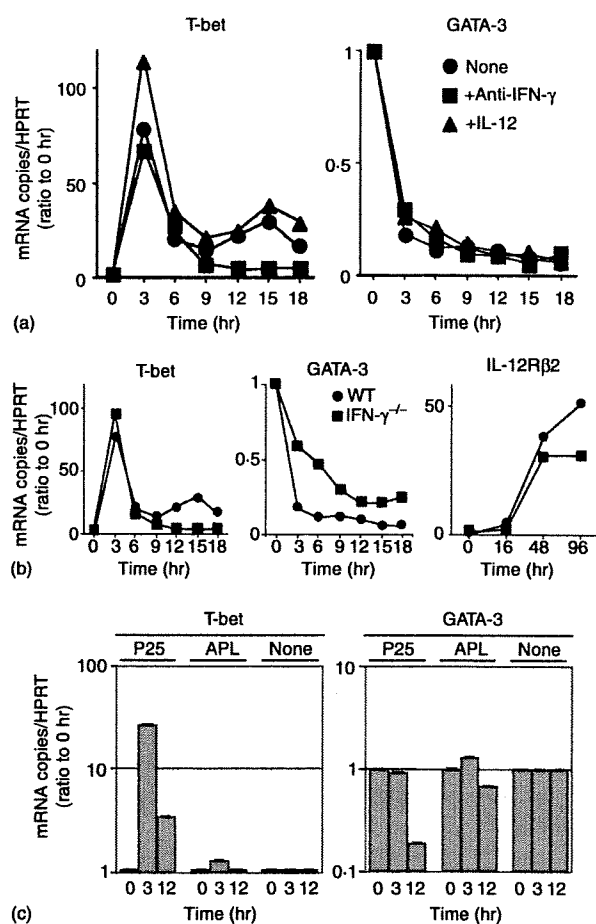 T-bet
GATA-3
mRNA copies/HPRT
(ratio to 0 hr)
100
50
0
0 3 6 9 12 15 18
Time (hr)
1
0·5
0
None
+Anti-IFN-γ
+IL-12
0 3 6 9 12 15 18
Time (hr)
(a)
T-bet
GATA-3
IL-12Rβ2
mRNA copies/HPRT
(ratio to 0 hr)
100
50
0
0 3 6 9 12 15 18
Time (hr)
1
0·5
0
WT
IFN-γ−/−
0 3 6 9 12 15 18
Time (hr)
50
0
0 16 48 96
Time (hr)
(b)
T-bet
GATA-3
P25 APL None
P25 APL None
mRNA copies/HPRT
(ratio to 0 hr)
100
10
1
0 3 12 0 3 12 0 3 12
Time (hr)
10
1
0·1
0 3 12 0 3 12 0 3 12
Time (hr)
(c)